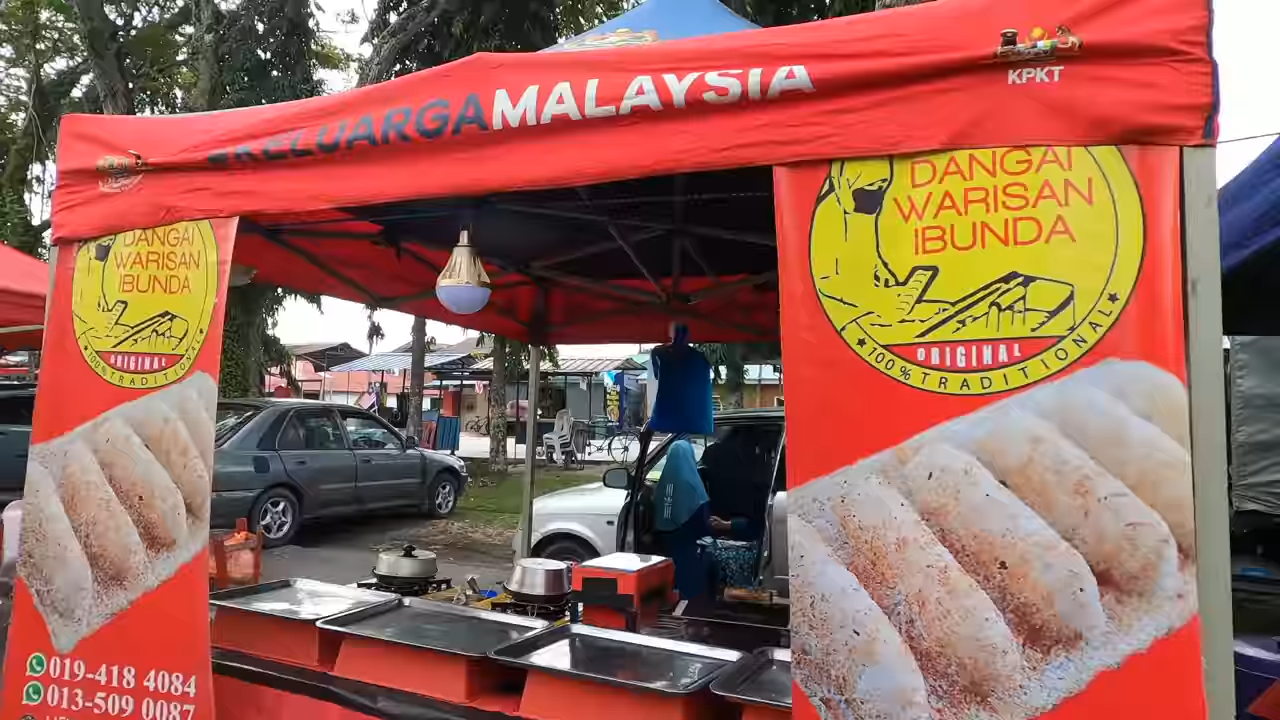 #KELUARGAMALAYSIA
KPKT
DANGAI
WARISAN
IBUNDA
ORIGINAL
100% TRADITIONAL
019-418 4084
013-509 0087
DANGAI
WARISAN
IBUNDA
ORIGINAL
100% TRADITIONAL